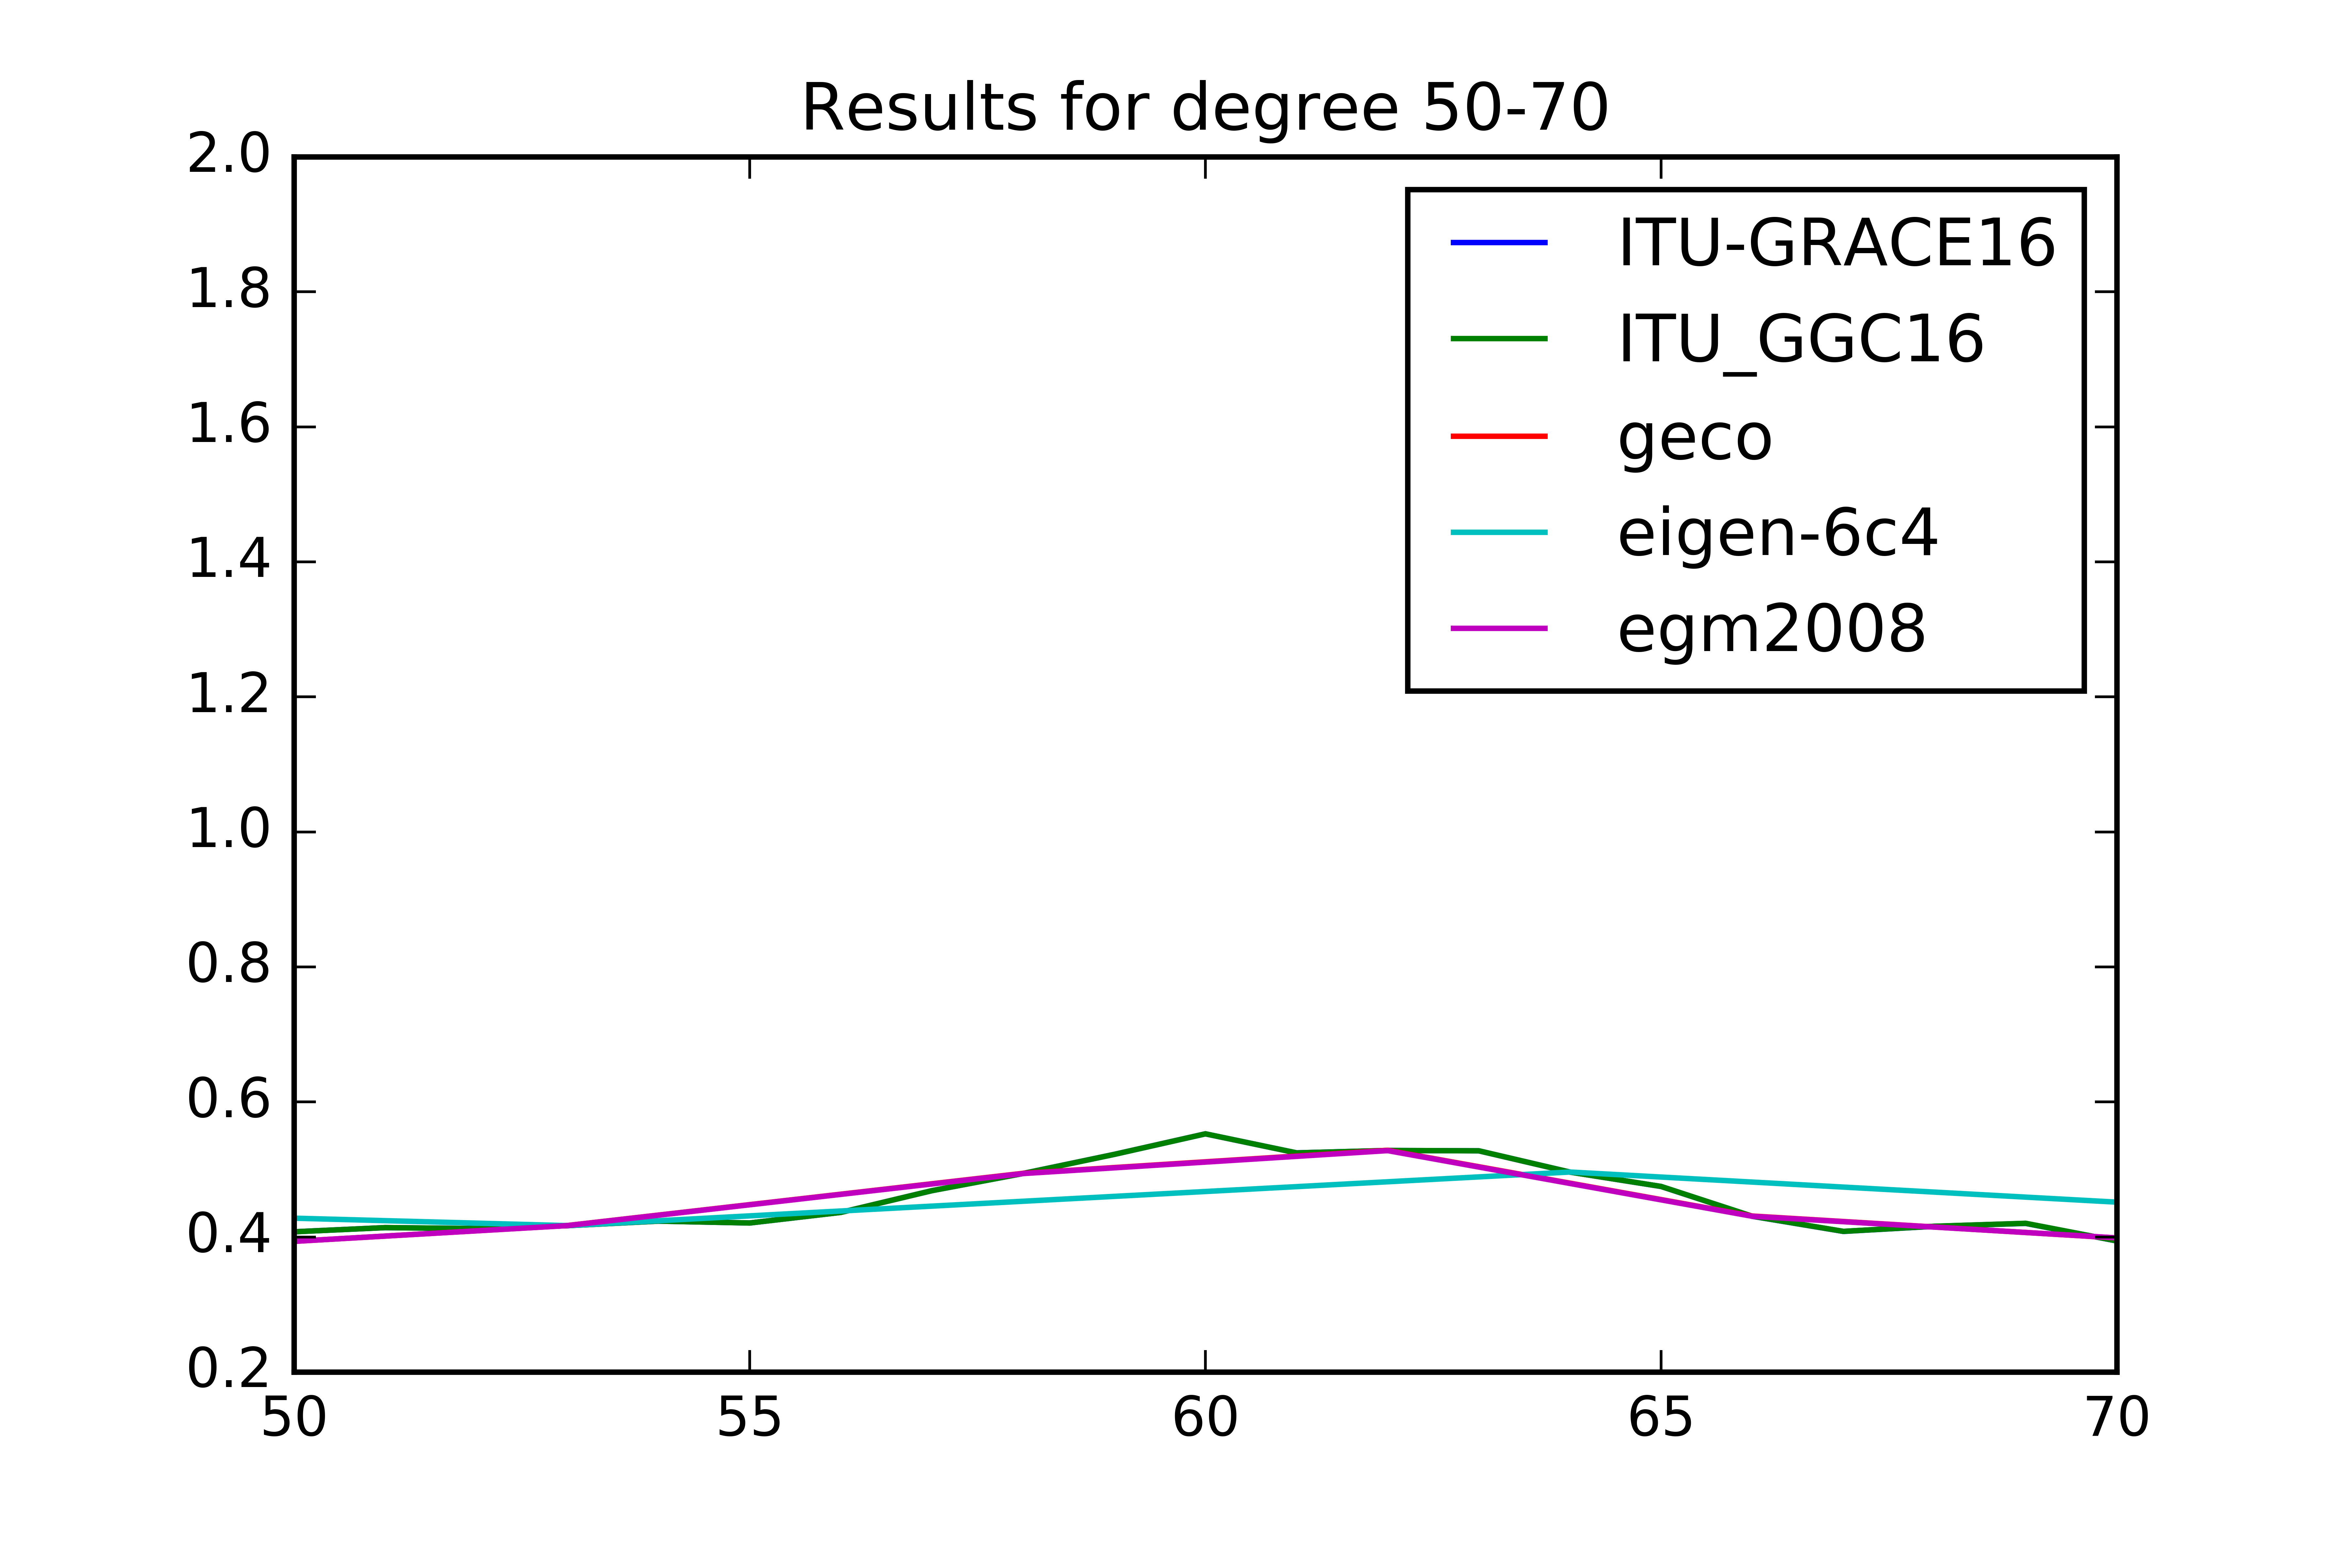 Results for degree 50-70
2.0
1.8
1.6
1.4
1.2
1.0
0.8
0.6
0.4
0.2
50 55 60 65 70
ITU-GRACE16
ITU_GGC16
geco
eigen-6c4
egm2008